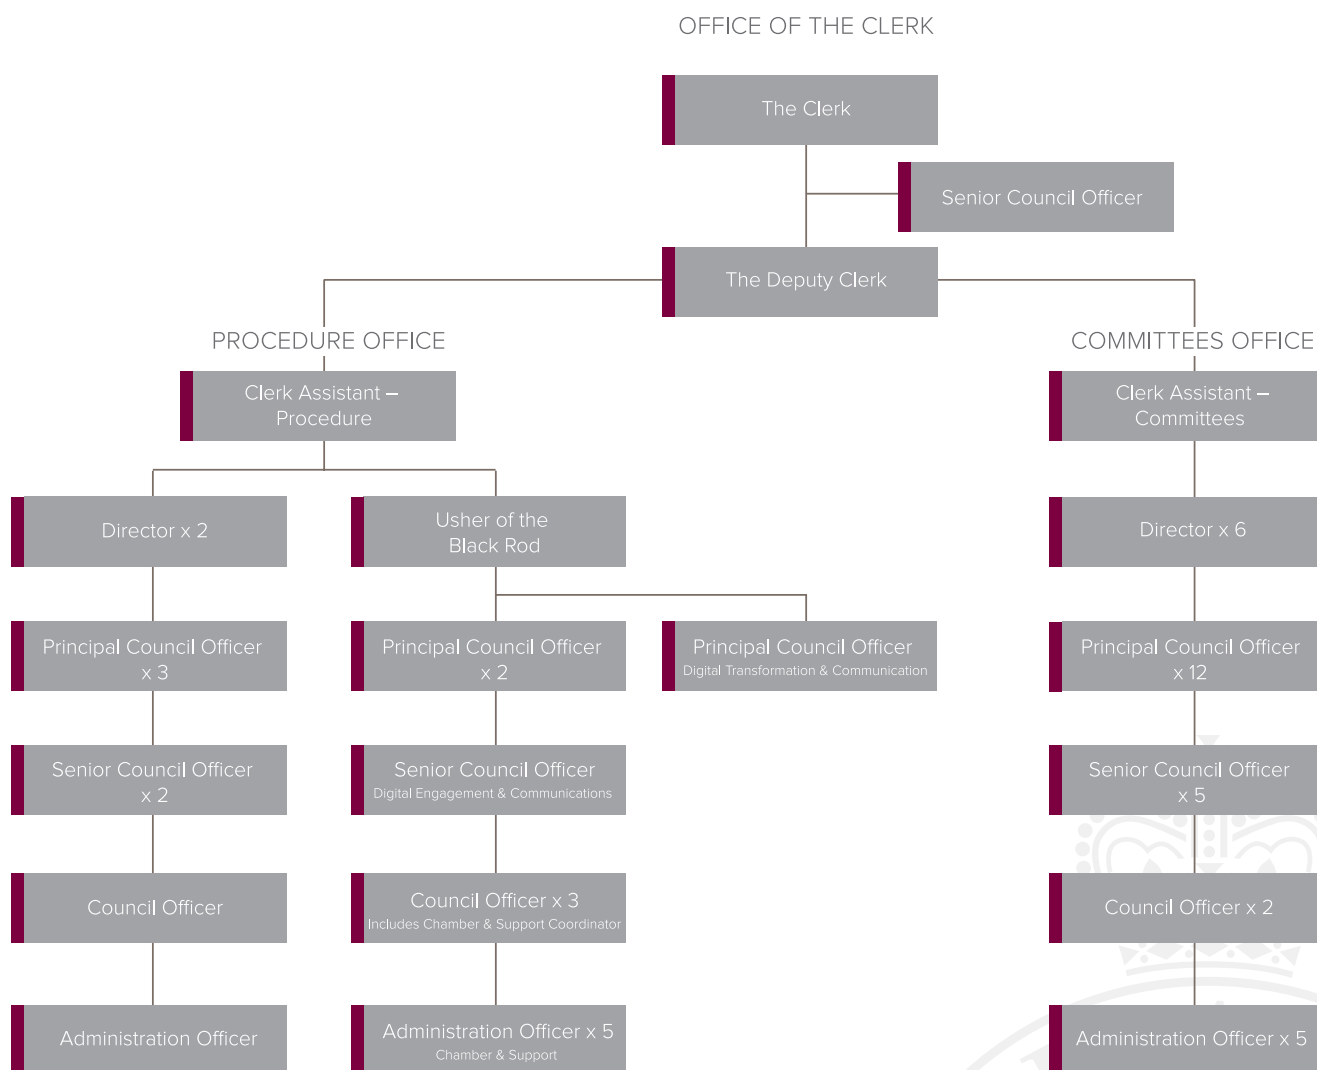 OFFICE OF THE CLERK
The Clerk
Senior Council Officer
The Deputy Clerk
PROCEDURE OFFICE
COMMITTEES OFFICE
Clerk Assistant –
Procedure
Clerk Assistant –
Committees
Director x 2
Usher of the
Black Rod
Director x 6
Principal Council Officer
x 3
Principal Council Officer
x 2
Principal Council Officer
Digital Transformation & Communication
Principal Council Officer
x 12
Senior Council Officer
x 2
Senior Council Officer
Digital Engagement & Communications
Senior Council Officer
x 5
Council Officer
Council Officer x 3
Includes Chamber & Support Coordinator
Council Officer x 2
Administration Officer
Administration Officer x 5
Chamber & Support
Administration Officer x 5